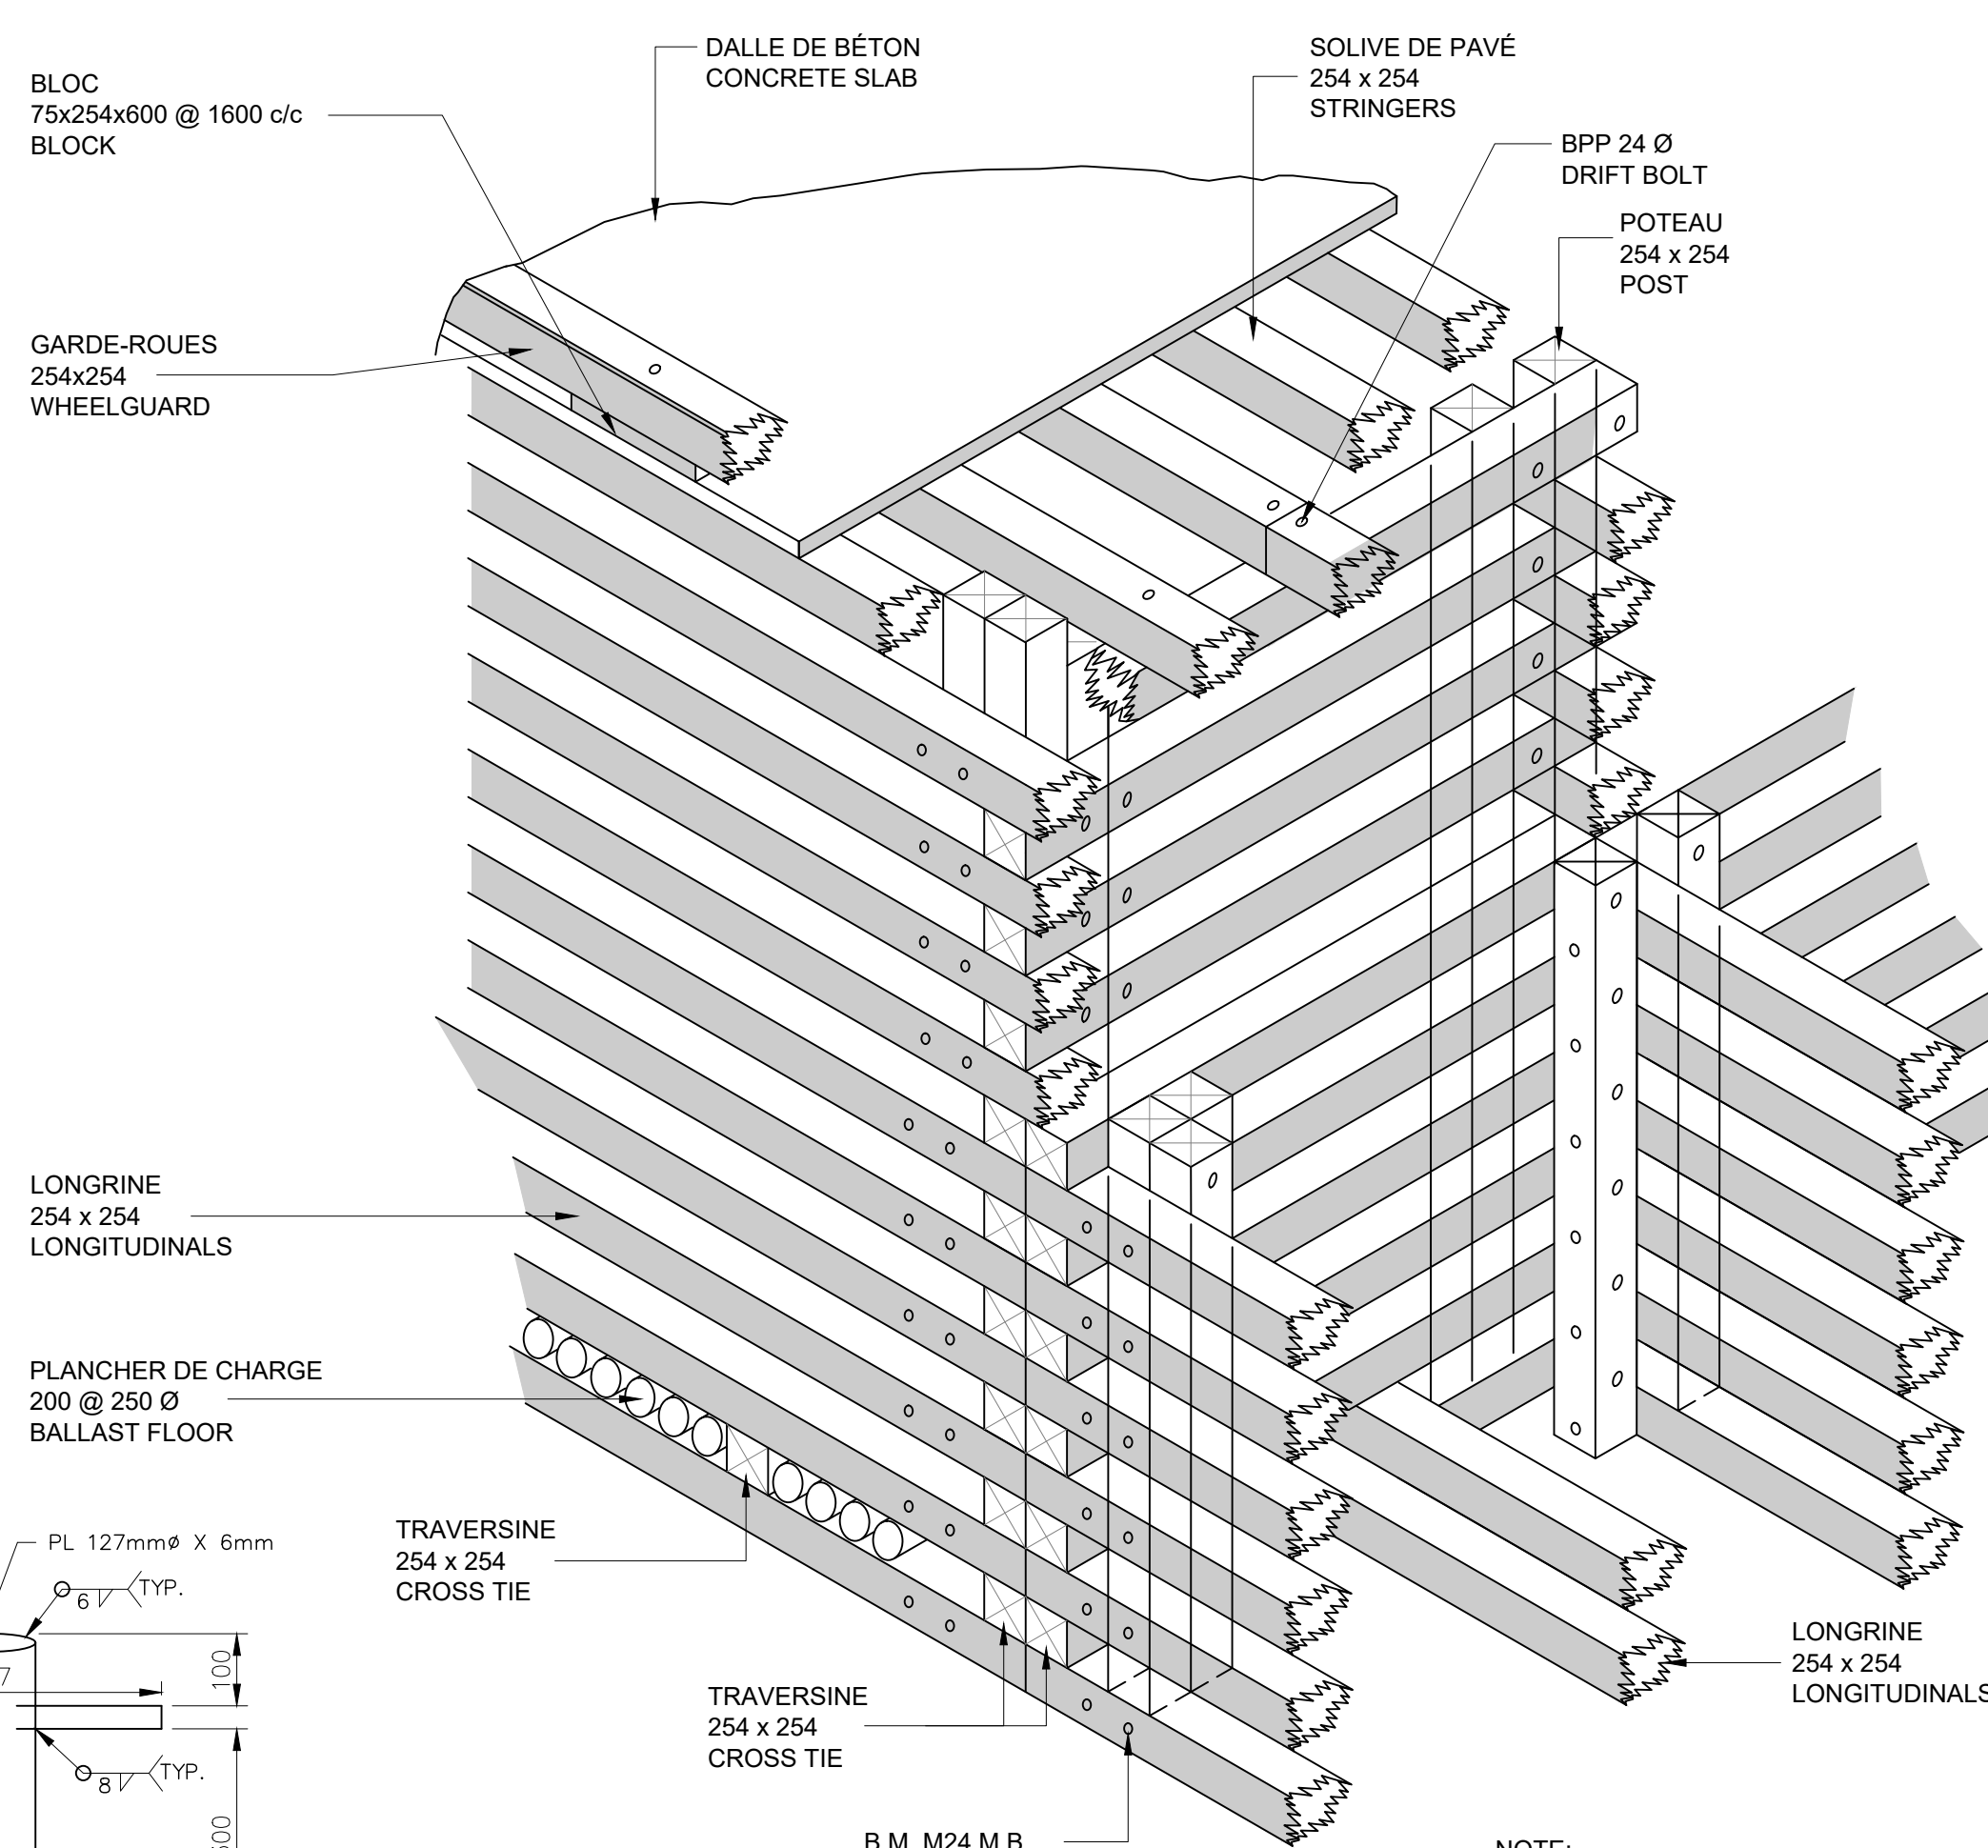 DALLE DE BÉTON
CONCRETE SLAB
SOLIVE DE PAVÉ
254 x 254
STRINGERS
BLOC
75x254x600 @ 1600 c/c
BLOCK
BPP 24 Ø
DRIFT BOLT
POTEAU
254 x 254
POST
GARDE-ROUES
254x254
WHEELGUARD
LONGRINE
254 x 254
LONGITUDINALS
PLANCHER DE CHARGE
200 @ 250 Ø
BALLAST FLOOR
TRAVERSINE
254 x 254
CROSS TIE
PL 127mmø X 6mm
6 TYP.
100
7
8 TYP.
LONGRINE
254 x 254
LONGITUDINALS
TRAVERSINE
254 x 254
CROSS TIE
B.M. M24 M.B.
NOTE: